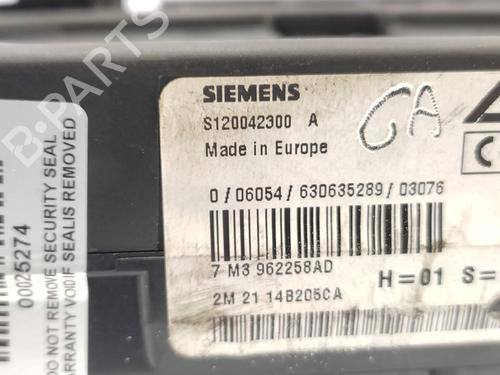 SIEMENS
S120042300 A
Made in Europe
GA
0 / 06054 / 630635289 / 03076
7 M3 962258AD
H=01 S=
2M 21 14B205CA
00025274
DO NOT REMOVE SECURITY SEAL
WARRANTY VOID IF SEAL IS REMOVED
B-PARTS